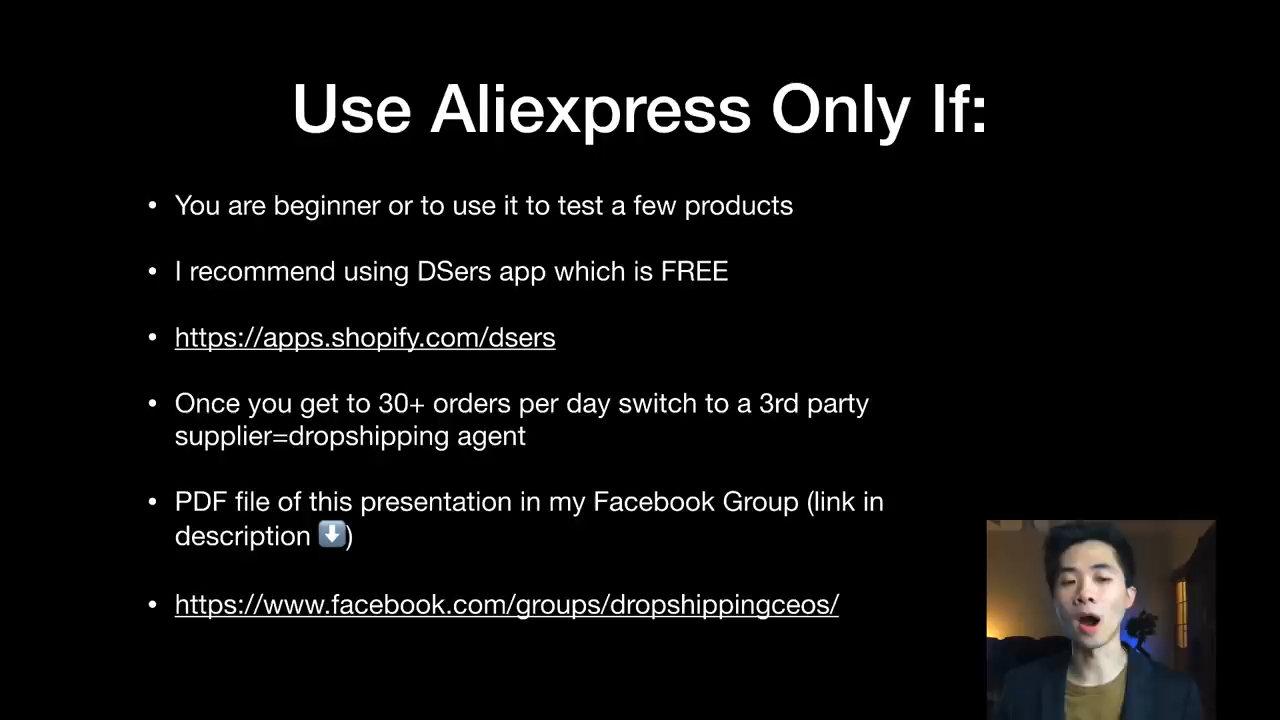 Use Aliexpress Only If:
• You are beginner or to use it to test a few products
• I recommend using DSers app which is FREE
• https://apps.shopify.com/dsers
• Once you get to 30+ orders per day switch to a 3rd party
supplier=dropshipping agent
• PDF file of this presentation in my Facebook Group (link in
description ⬇️)
• https://www.facebook.com/groups/dropshippingceos/